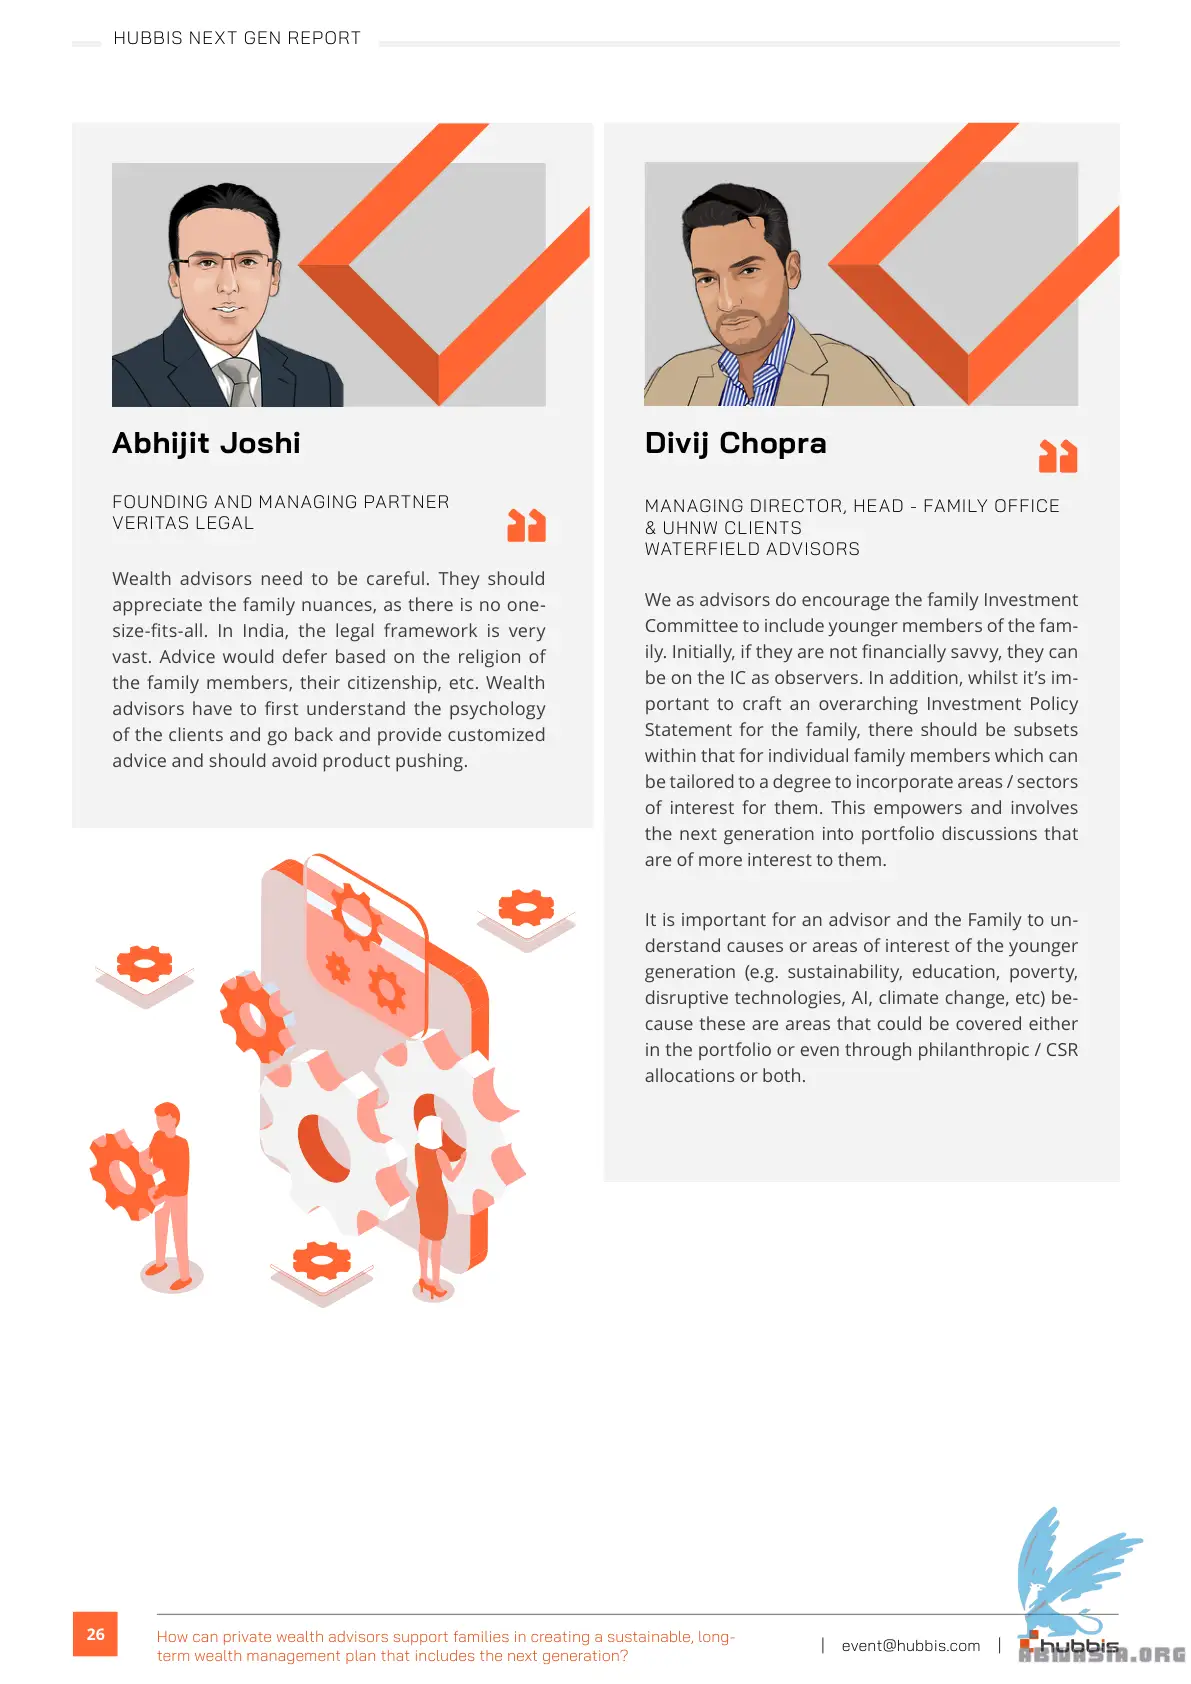 HUBBIS NEXT GEN REPORT
Abhijit Joshi
FOUNDING AND MANAGING PARTNER
VERITAS LEGAL
Wealth advisors need to be careful. They should
appreciate the family nuances, as there is no one-
size-fits-all. In India, the legal framework is very
vast. Advice would defer based on the religion of
the family members, their citizenship, etc. Wealth
advisors have to first understand the psychology
of the clients and go back and provide customized
advice and should avoid product pushing.
Divij Chopra
MANAGING DIRECTOR, HEAD - FAMILY OFFICE
& UHNW CLIENTS
WATERFIELD ADVISORS
We as advisors do encourage the family Investment
Committee to include younger members of the fam-
ily. Initially, if they are not financially savvy, they can
be on the IC as observers. In addition, whilst it's im-
portant to craft an overarching Investment Policy
Statement for the family, there should be subsets
within that for individual family members which can
be tailored to a degree to incorporate areas / sectors
of interest for them. This empowers and involves
the next generation into portfolio discussions that
are of more interest to them.
It is important for an advisor and the Family to un-
derstand causes or areas of interest of the younger
generation (e.g. sustainability, education, poverty,
disruptive technologies, AI, climate change, etc) be-
cause these are areas that could be covered either
in the portfolio or even through philanthropic / CSR
allocations or both.
26
How can private wealth advisors support families in creating a sustainable, long-
term wealth management plan that includes the next generation?
| event@hubbis.com |
hubbis
ABWASIA.ORG